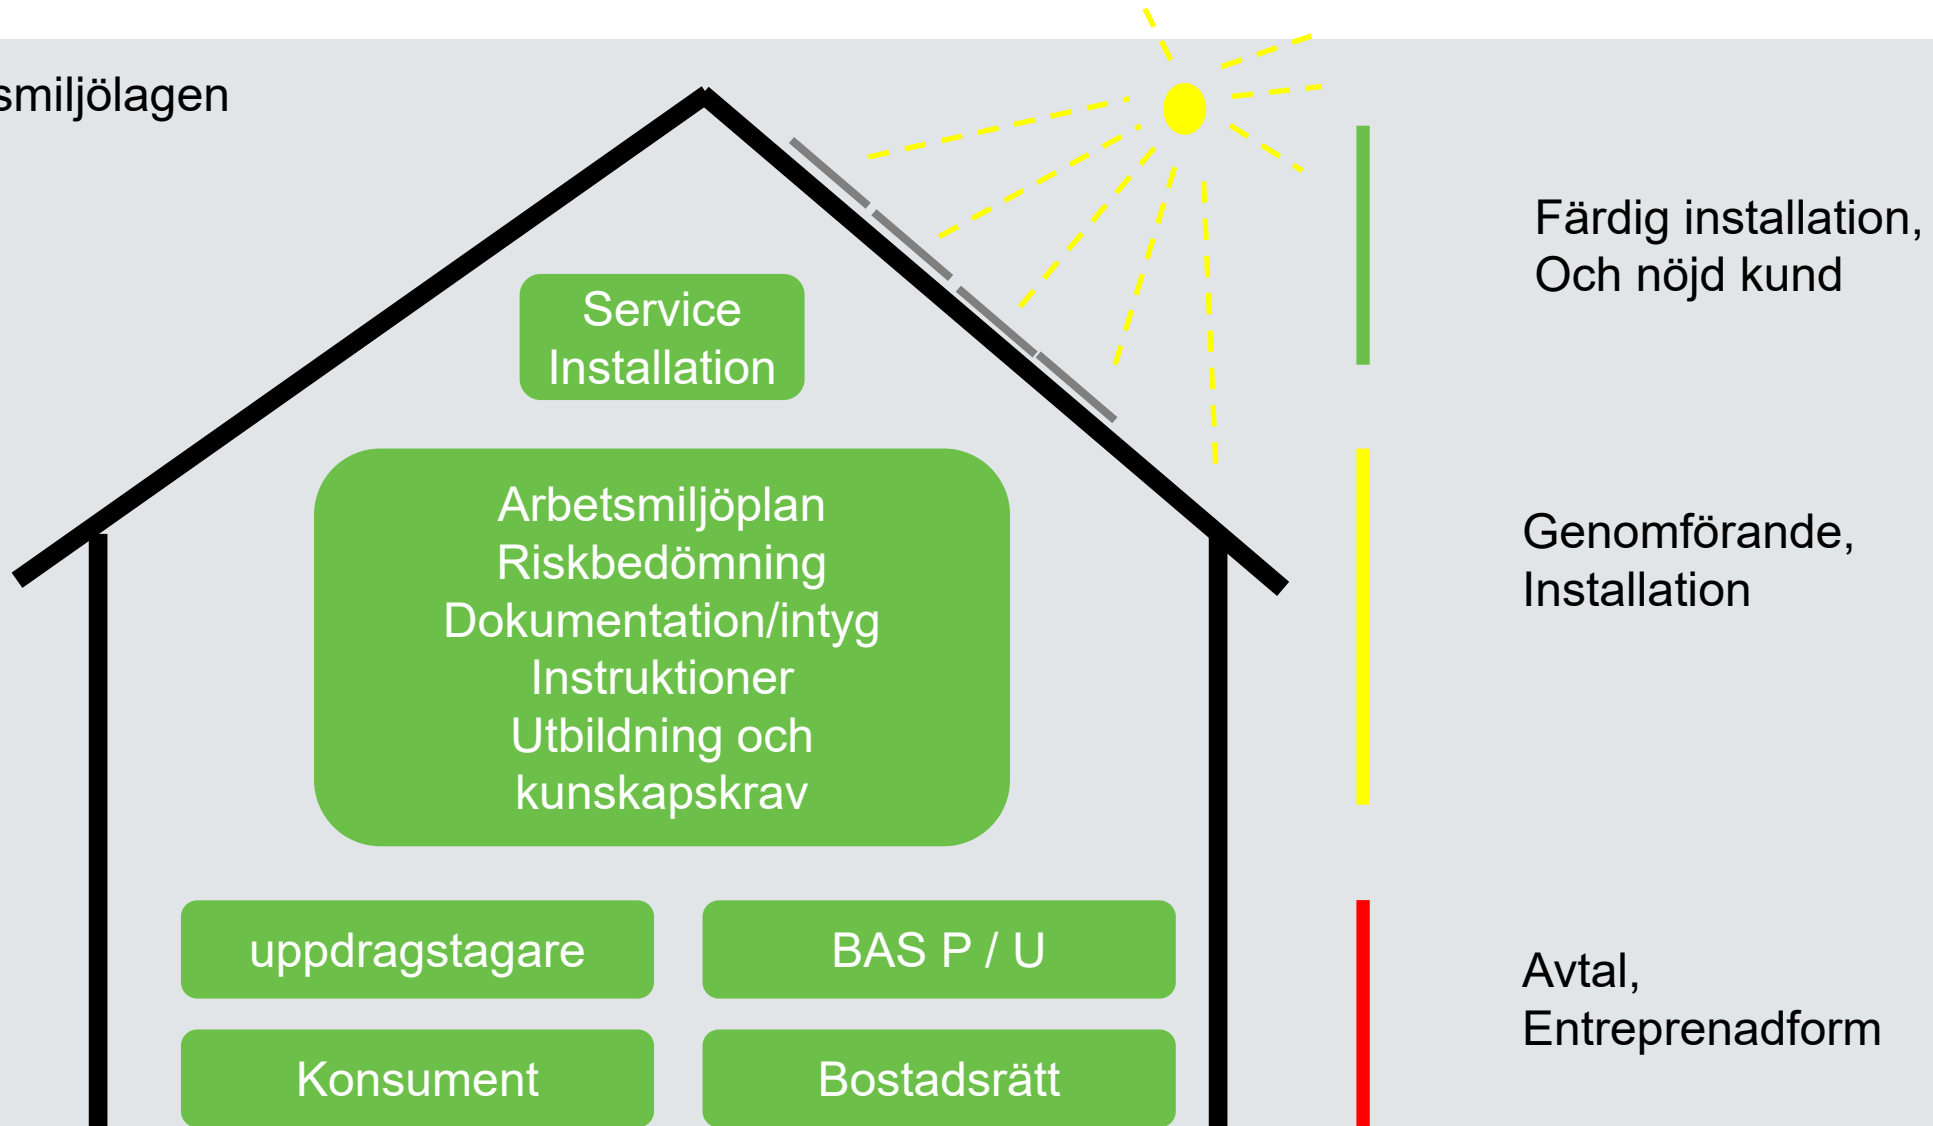 smiljölagen
Färdig installation,
Och nöjd kund
Service
Installation
Arbetsmiljöplan
Riskbedömning
Dokumentation/intyg
Instruktioner
Utbildning och
kunskapskrav
Genomförande,
Installation
uppdragstagare
BAS P / U
Avtal,
Entreprenadform
Konsument
Bostadsrätt